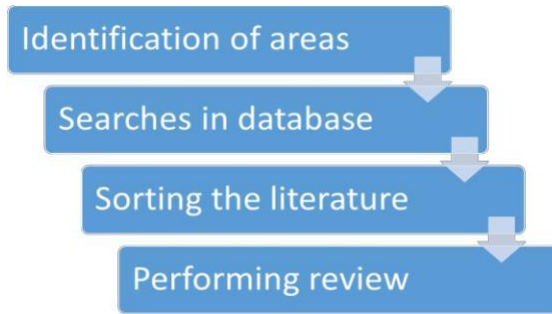 Identification of areas
Searches in database
Sorting the literature
Performing review